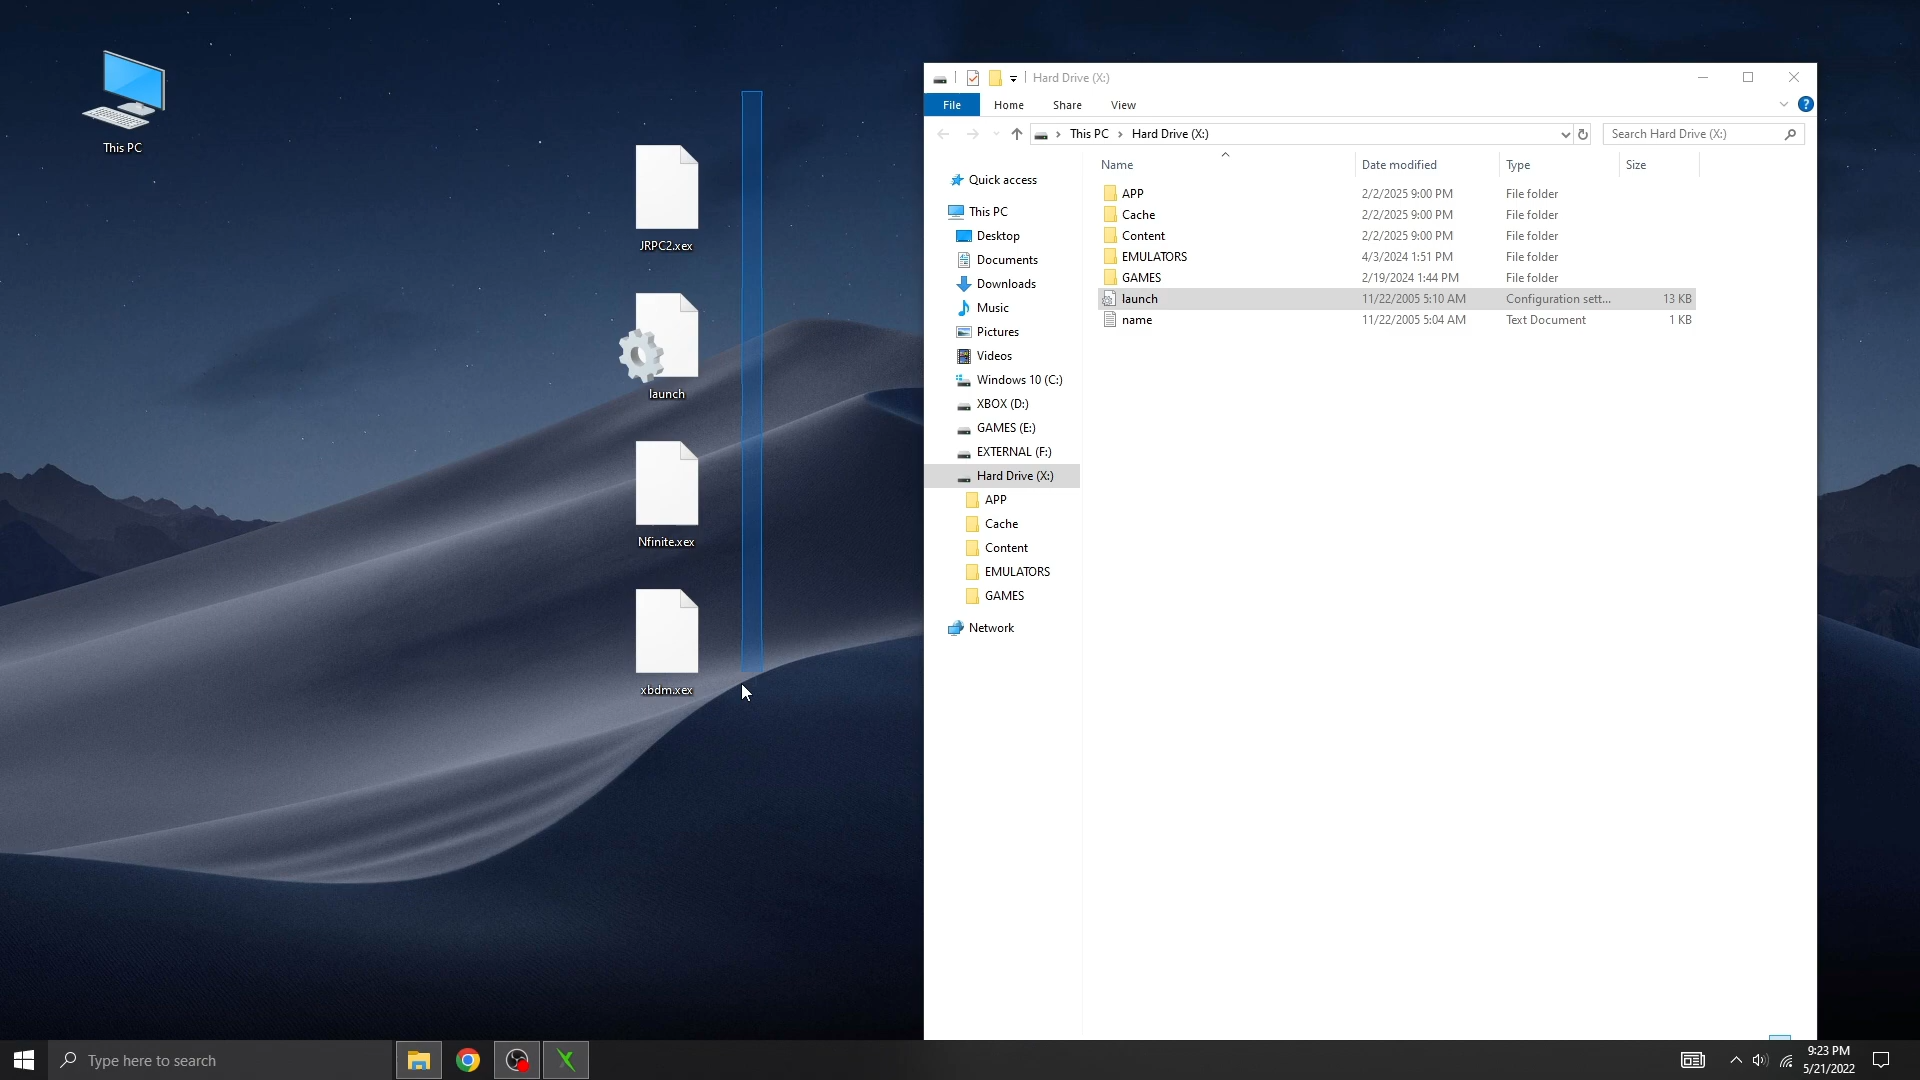 This PC
JRPC2.xex
launch
Nfinite.xex
xbdm.xex
Hard Drive (X:)
File Home Share View
?
This PC > Hard Drive (X:)
Search Hard Drive (X:)
Name Date modified Type Size
APP 2/2/2025 9:00 PM File folder
Cache 2/2/2025 9:00 PM File folder
Content 2/2/2025 9:00 PM File folder
EMULATORS 4/3/2024 1:51 PM File folder
GAMES 2/19/2024 1:44 PM File folder
launch 11/22/2005 5:10 AM Configuration sett... 13 KB
name 11/22/2005 5:04 AM Text Document 1 KB
Quick access
This PC
Desktop
Documents
Downloads
Music
Pictures
Videos
Windows 10 (C:)
XBOX (D:)
GAMES (E:)
EXTERNAL (F:)
Hard Drive (X:)
APP
Cache
Content
EMULATORS
GAMES
Network
Type here to search
9:23 PM
5/21/2022